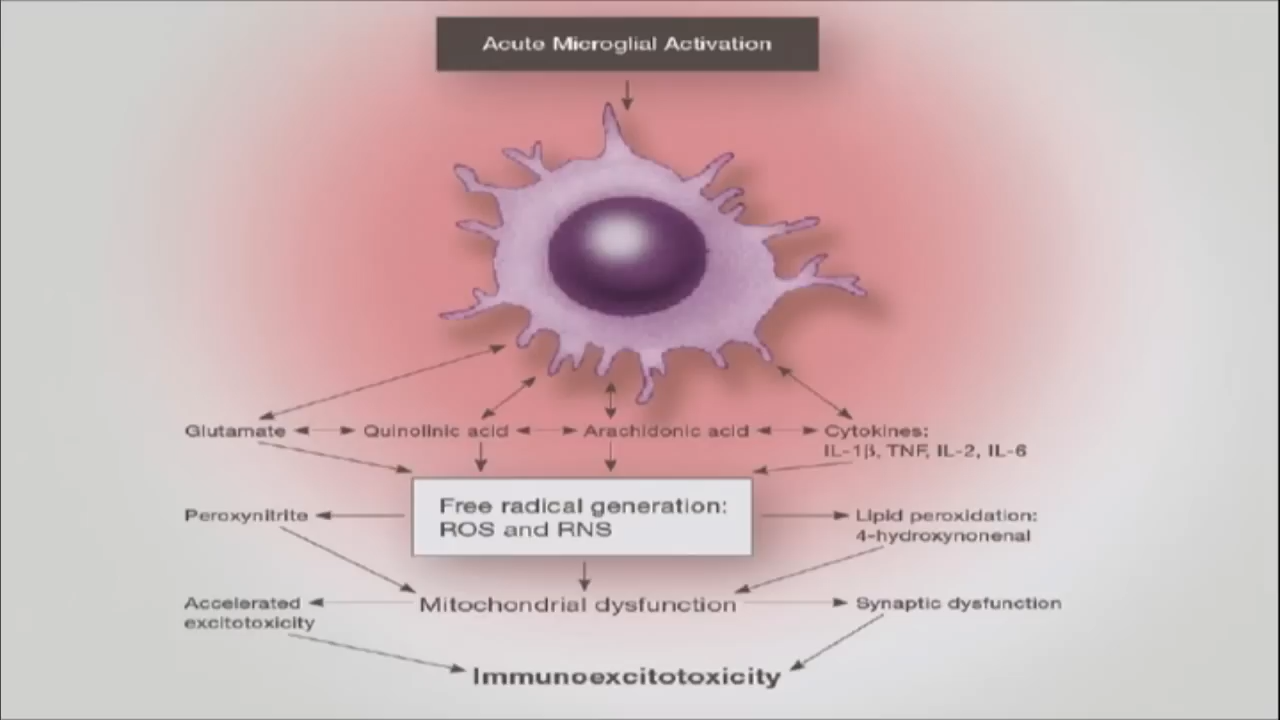 Acute Microglial Activation
Glutamate
Quinolinic acid
Arachidonic acid
Cytokines:
IL-1β, TNF, IL-2, IL-6
Free radical generation:
ROS and RNS
Peroxynitrite
Lipid peroxidation:
4-hydroxynonenal
Accelerated
excitotoxicity
Mitochondrial dysfunction
Synaptic dysfunction
Immunoexcitotoxicity